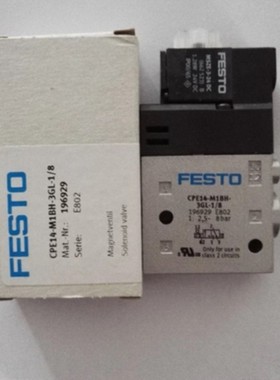 FESTO
CPE14-M1BH-3GL-1/8
Mat.-Nr.: 196929
Serie: E802
Magnetventil
Solenoid valve
FESTO
FESTO
CPE14-M1BH-
3GL-1/8
196929 E802
Only for use in
class 2 circuits